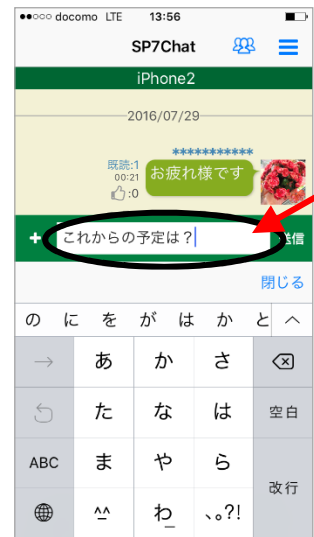 docomo LTE 13:56
SP7Chat
iPhone2
2016/07/29
***********
既読:1
00:21
:0
お疲れ様です
+ これからの予定は？ 送信
閉じる
の に を が は か と
→ あ か さ
た な は 空白
ABC ま や ら
改行
^^ わ_ 、。?!